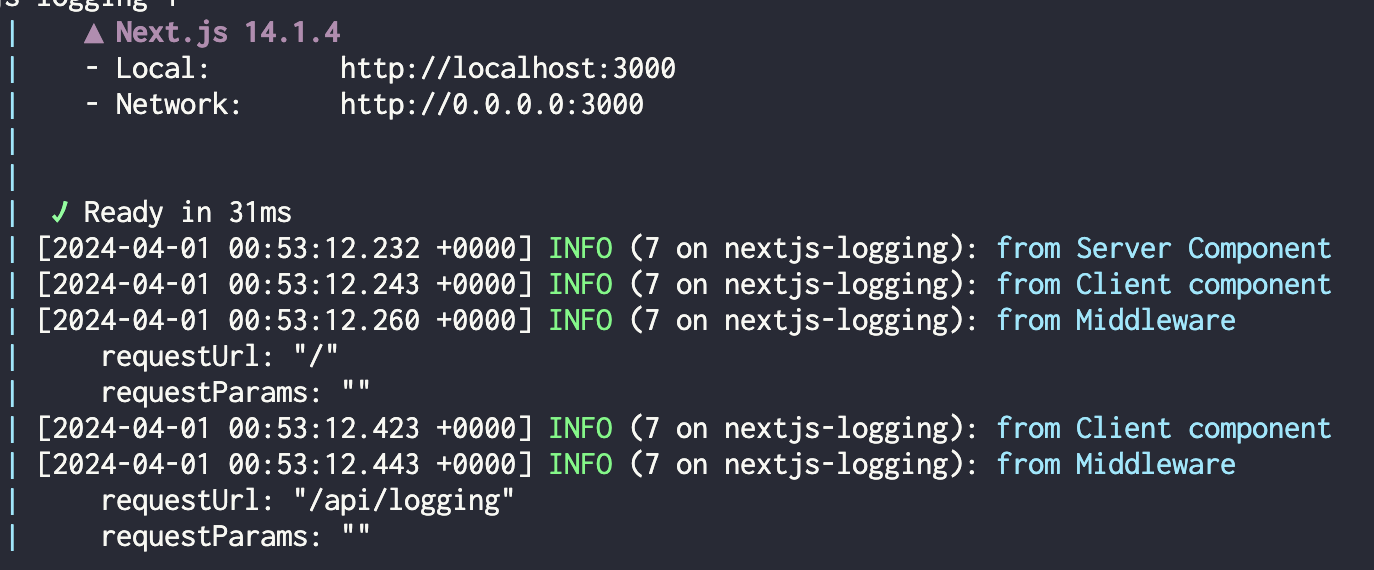 js logging
▲ Next.js 14.1.4
- Local: http://localhost:3000
- Network: http://0.0.0.0:3000
✓ Ready in 31ms
[2024-04-01 00:53:12.232 +0000] INFO (7 on nextjs-logging): from Server Component
[2024-04-01 00:53:12.243 +0000] INFO (7 on nextjs-logging): from Client component
[2024-04-01 00:53:12.260 +0000] INFO (7 on nextjs-logging): from Middleware
requestUrl: "/"
requestParams: ""
[2024-04-01 00:53:12.423 +0000] INFO (7 on nextjs-logging): from Client component
[2024-04-01 00:53:12.443 +0000] INFO (7 on nextjs-logging): from Middleware
requestUrl: "/api/logging"
requestParams: ""